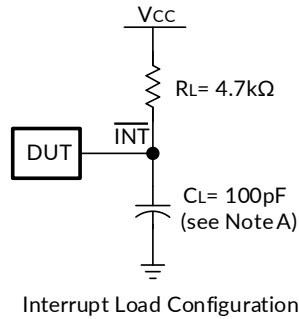 VCC
RL= 4.7kΩ
INT
DUT
CL= 100pF
(see Note A)
Interrupt Load Configuration